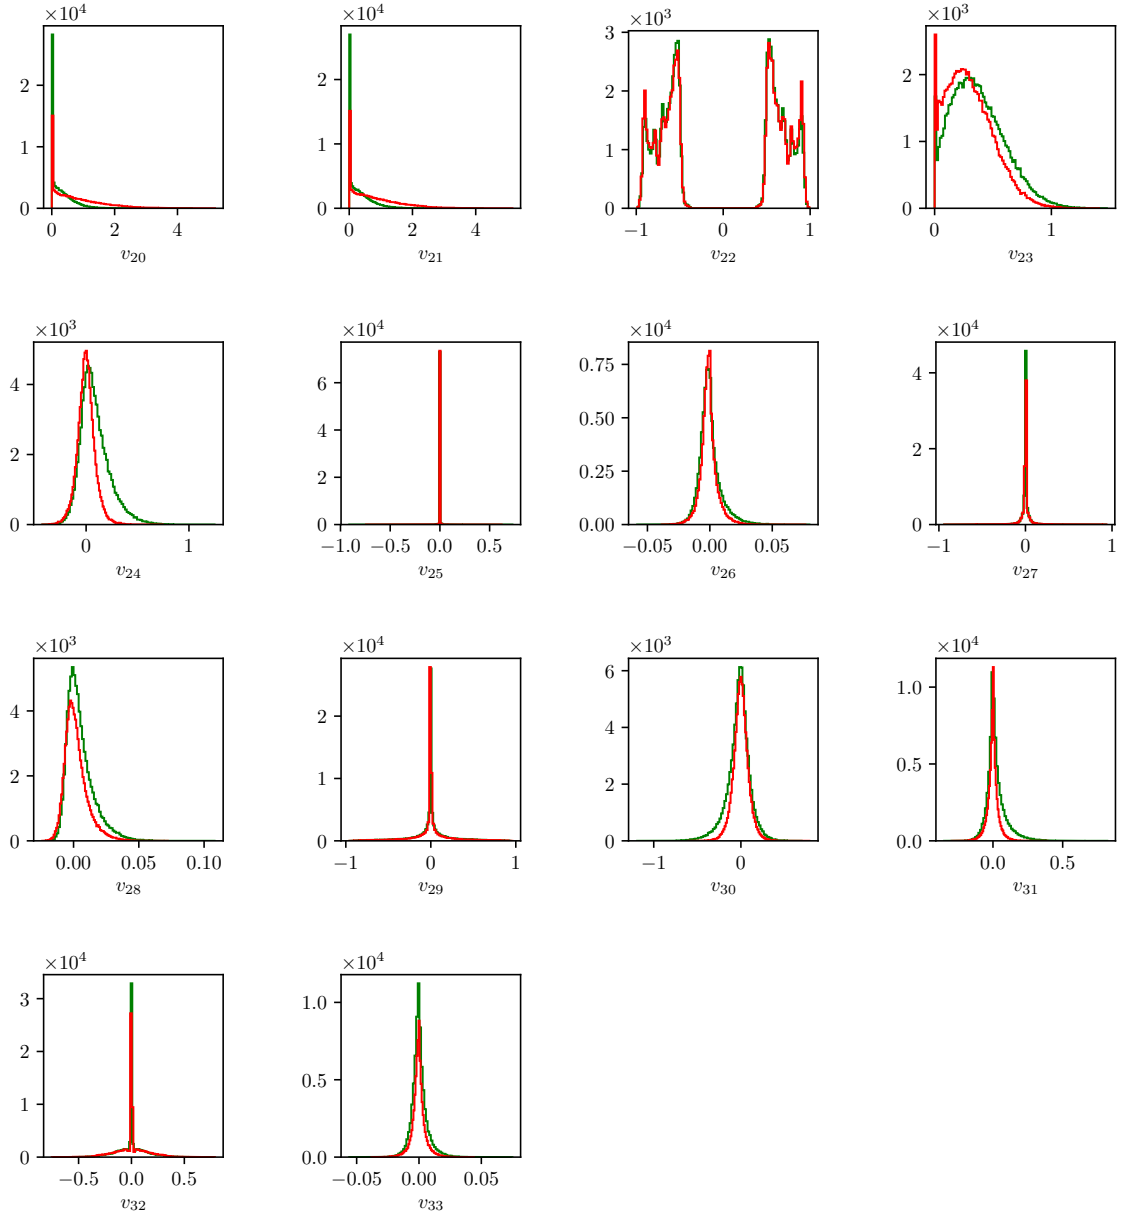 ×10⁴ ×10⁴ ×10³ ×10³
2 1 0
0 2 4
v₂₀
2 1 0
0 2 4
v₂₁
3 2 1 0
−1 0 1
v₂₂
2 1 0
0 1
v₂₃
×10³ ×10⁴ ×10⁴ ×10⁴
4 2 0
0 1
v₂₄
6 4 2 0
−1.0 −0.5 0.0 0.5
v₂₅
0.75 0.50 0.25 0.00
−0.05 0.00 0.05
v₂₆
4 2 0
−1 0 1
v₂₇
×10³ ×10⁴ ×10³ ×10⁴
4 2 0
0.00 0.05 0.10
v₂₈
2 1 0
−1 0 1
v₂₉
6 4 2 0
−1 0
v₃₀
1.0 0.5 0.0
0.0 0.5
v₃₁
×10⁴ ×10⁴
3 2 1 0
−0.5 0.0 0.5
v₃₂
1.0 0.5 0.0
−0.05 0.00 0.05
v₃₃